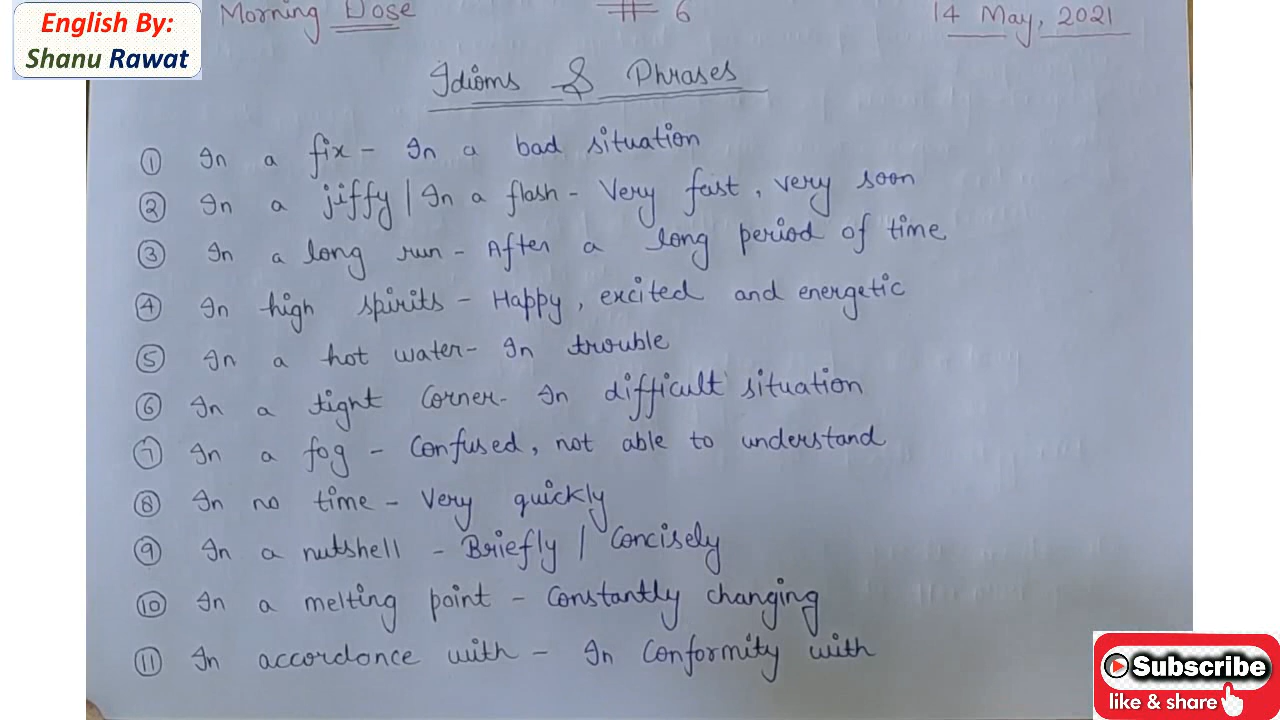 English By:
Shanu Rawat
Morning Dose # 6 14 May, 2021
Idioms & Phrases
① In a fix - In a bad situation
② In a jiffy / In a flash - Very fast, very soon
③ In a long run - After a long period of time
④ In high spirits - Happy, excited and energetic
⑤ In a hot water - In trouble
⑥ In a tight corner - In difficult situation
⑦ In a fog - Confused, not able to understand
⑧ In no time - Very quickly
⑨ In a nutshell - Briefly / Concisely
⑩ In a melting point - Constantly changing
⑪ In accordance with - In Conformity with
Subscribe
like & share